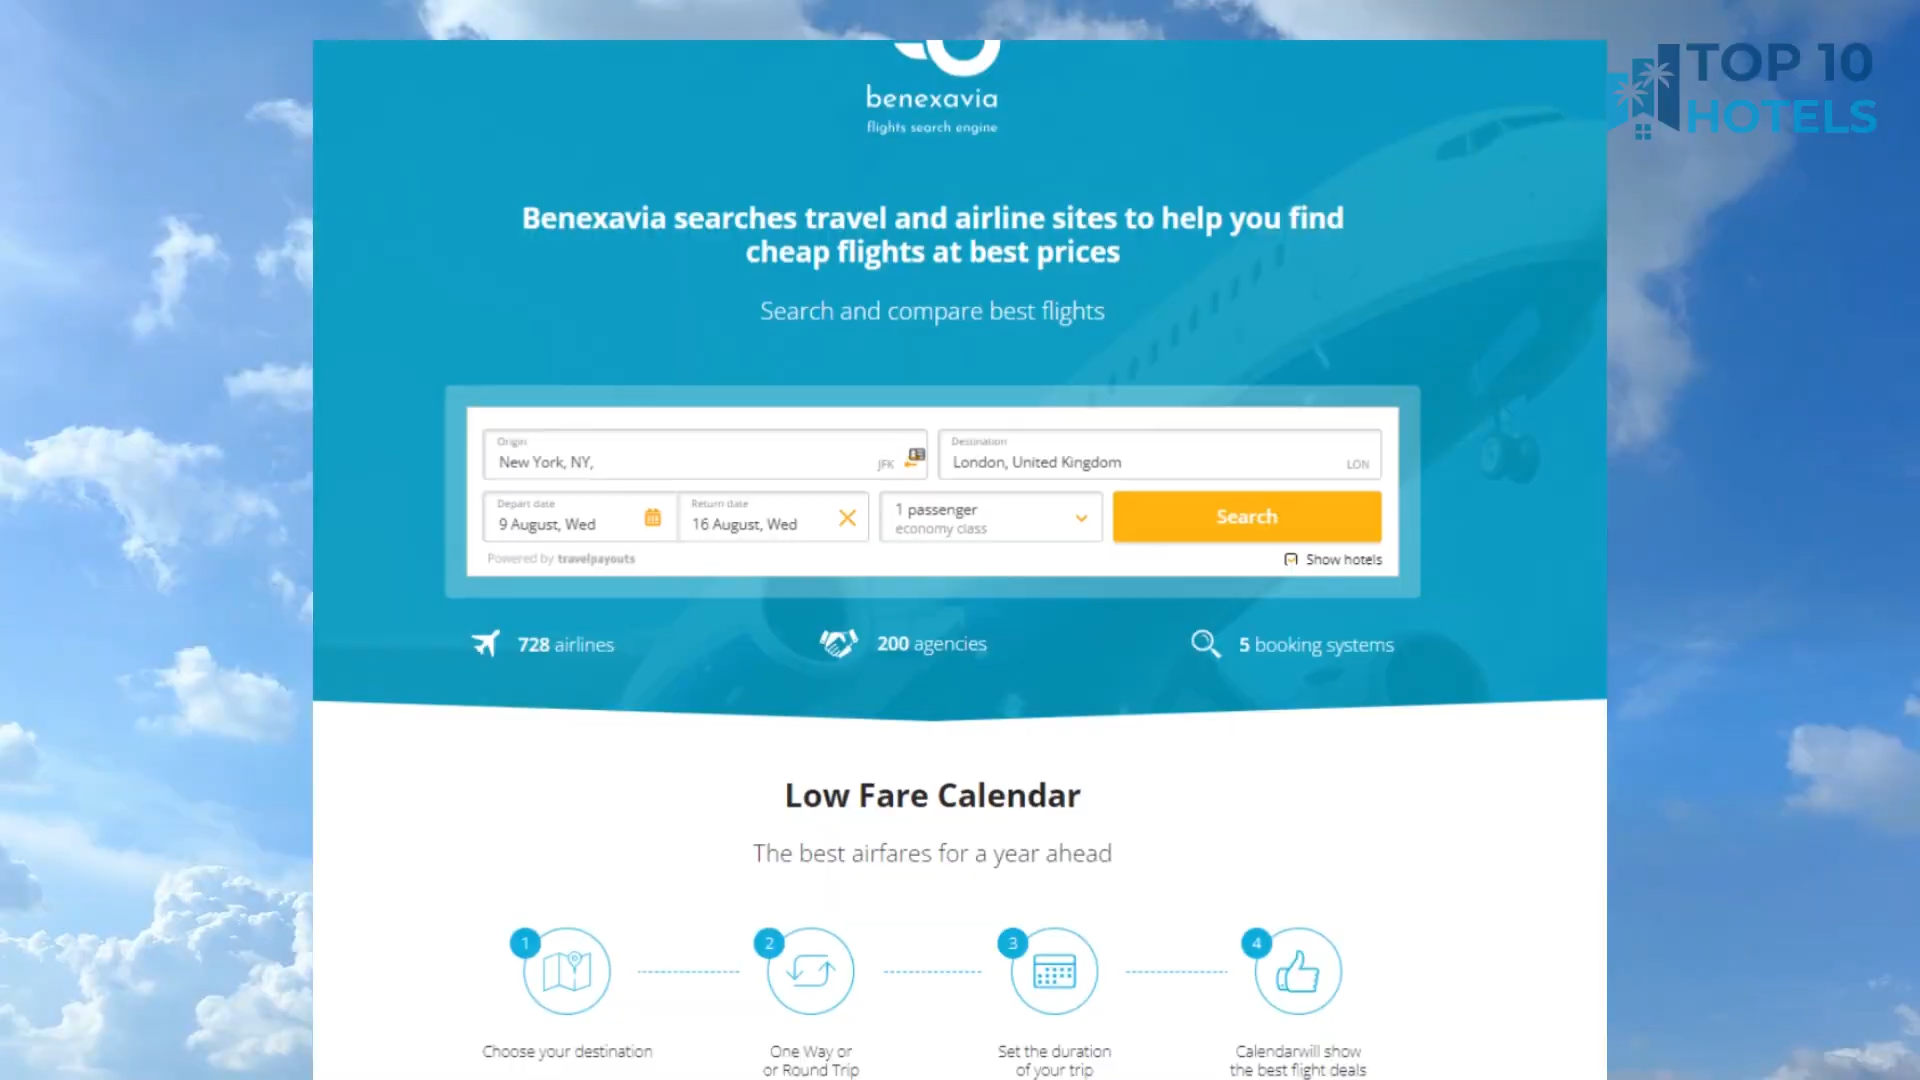 TOP 10
HOTELS
benexavia
flights search engine
Benexavia searches travel and airline sites to help you find
cheap flights at best prices
Search and compare best flights
Origin
New York, NY,
JFK
Destination
London, United Kingdom
LON
Depart date
9 August, Wed
Return date
16 August, Wed
1 passenger
economy class
Search
Powered by travelpayouts
Show hotels
728 airlines
200 agencies
5 booking systems
Low Fare Calendar
The best airfares for a year ahead
1
2
3
4
Choose your destination
One Way or
or Round Trip
Set the duration
of your trip
Calendarwill show
the best flight deals